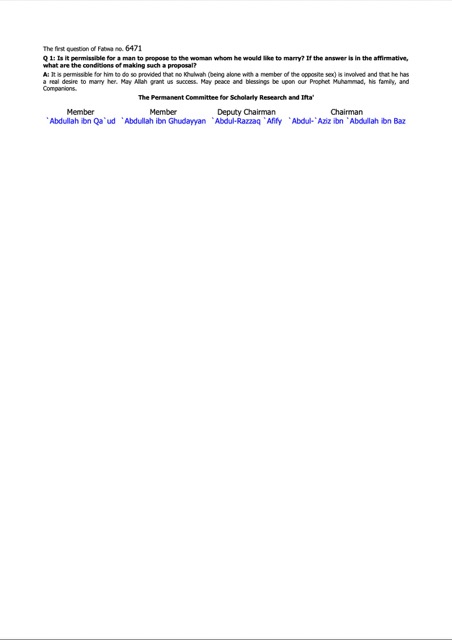 The first question of Fatwa no. 6471
Q 1: Is it permissible for a man to propose to the woman whom he would like to marry? If the answer is in the affirmative,
what are the conditions of making such a proposal?
A: It is permissible for him to do so provided that no Khulwah (being alone with a member of the opposite sex) is involved and that he has
a real desire to marry her. May Allah grant us success. May peace and blessings be upon our Prophet Muhammad, his family, and
Companions.
The Permanent Committee for Scholarly Research and Ifta'
Member Member Deputy Chairman Chairman
`Abdullah ibn Qa`ud `Abdullah ibn Ghudayyan `Abdul-Razzaq `Afify `Abdul-`Aziz ibn `Abdullah ibn Baz